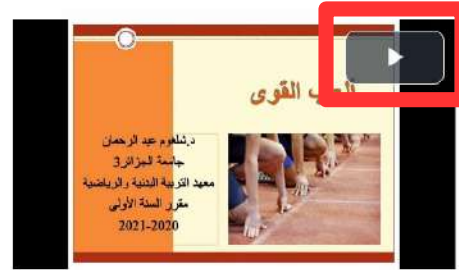 القوى
د.شلغوم عبد الرحمان
جامعة الجزائر3
معهد التربية البدنية والرياضية
مقرر السنة الأولى
2021-2020